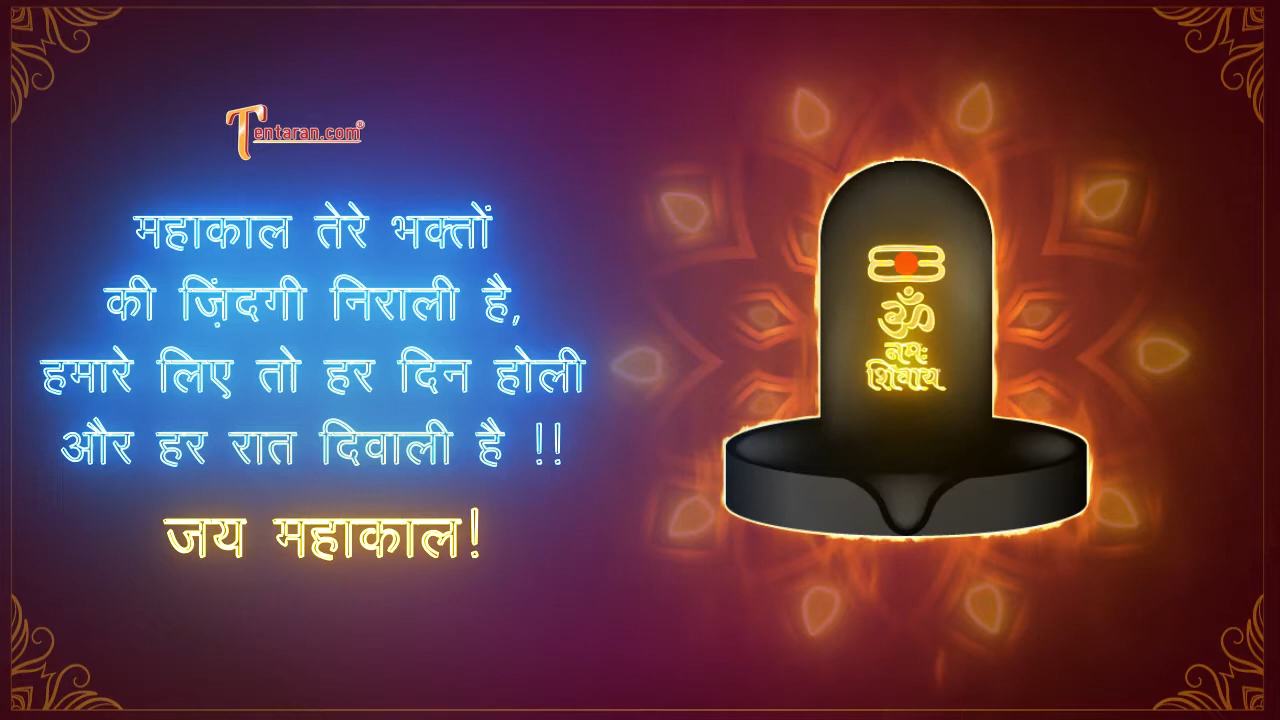 Tentaran.com®
महाकाल तेरे भक्तों
की ज़िंदगी निराली है,
हमारे लिए तो हर दिन होली
और हर रात दिवाली है !!
जय महाकाल!
ॐ
नमः
शिवाय